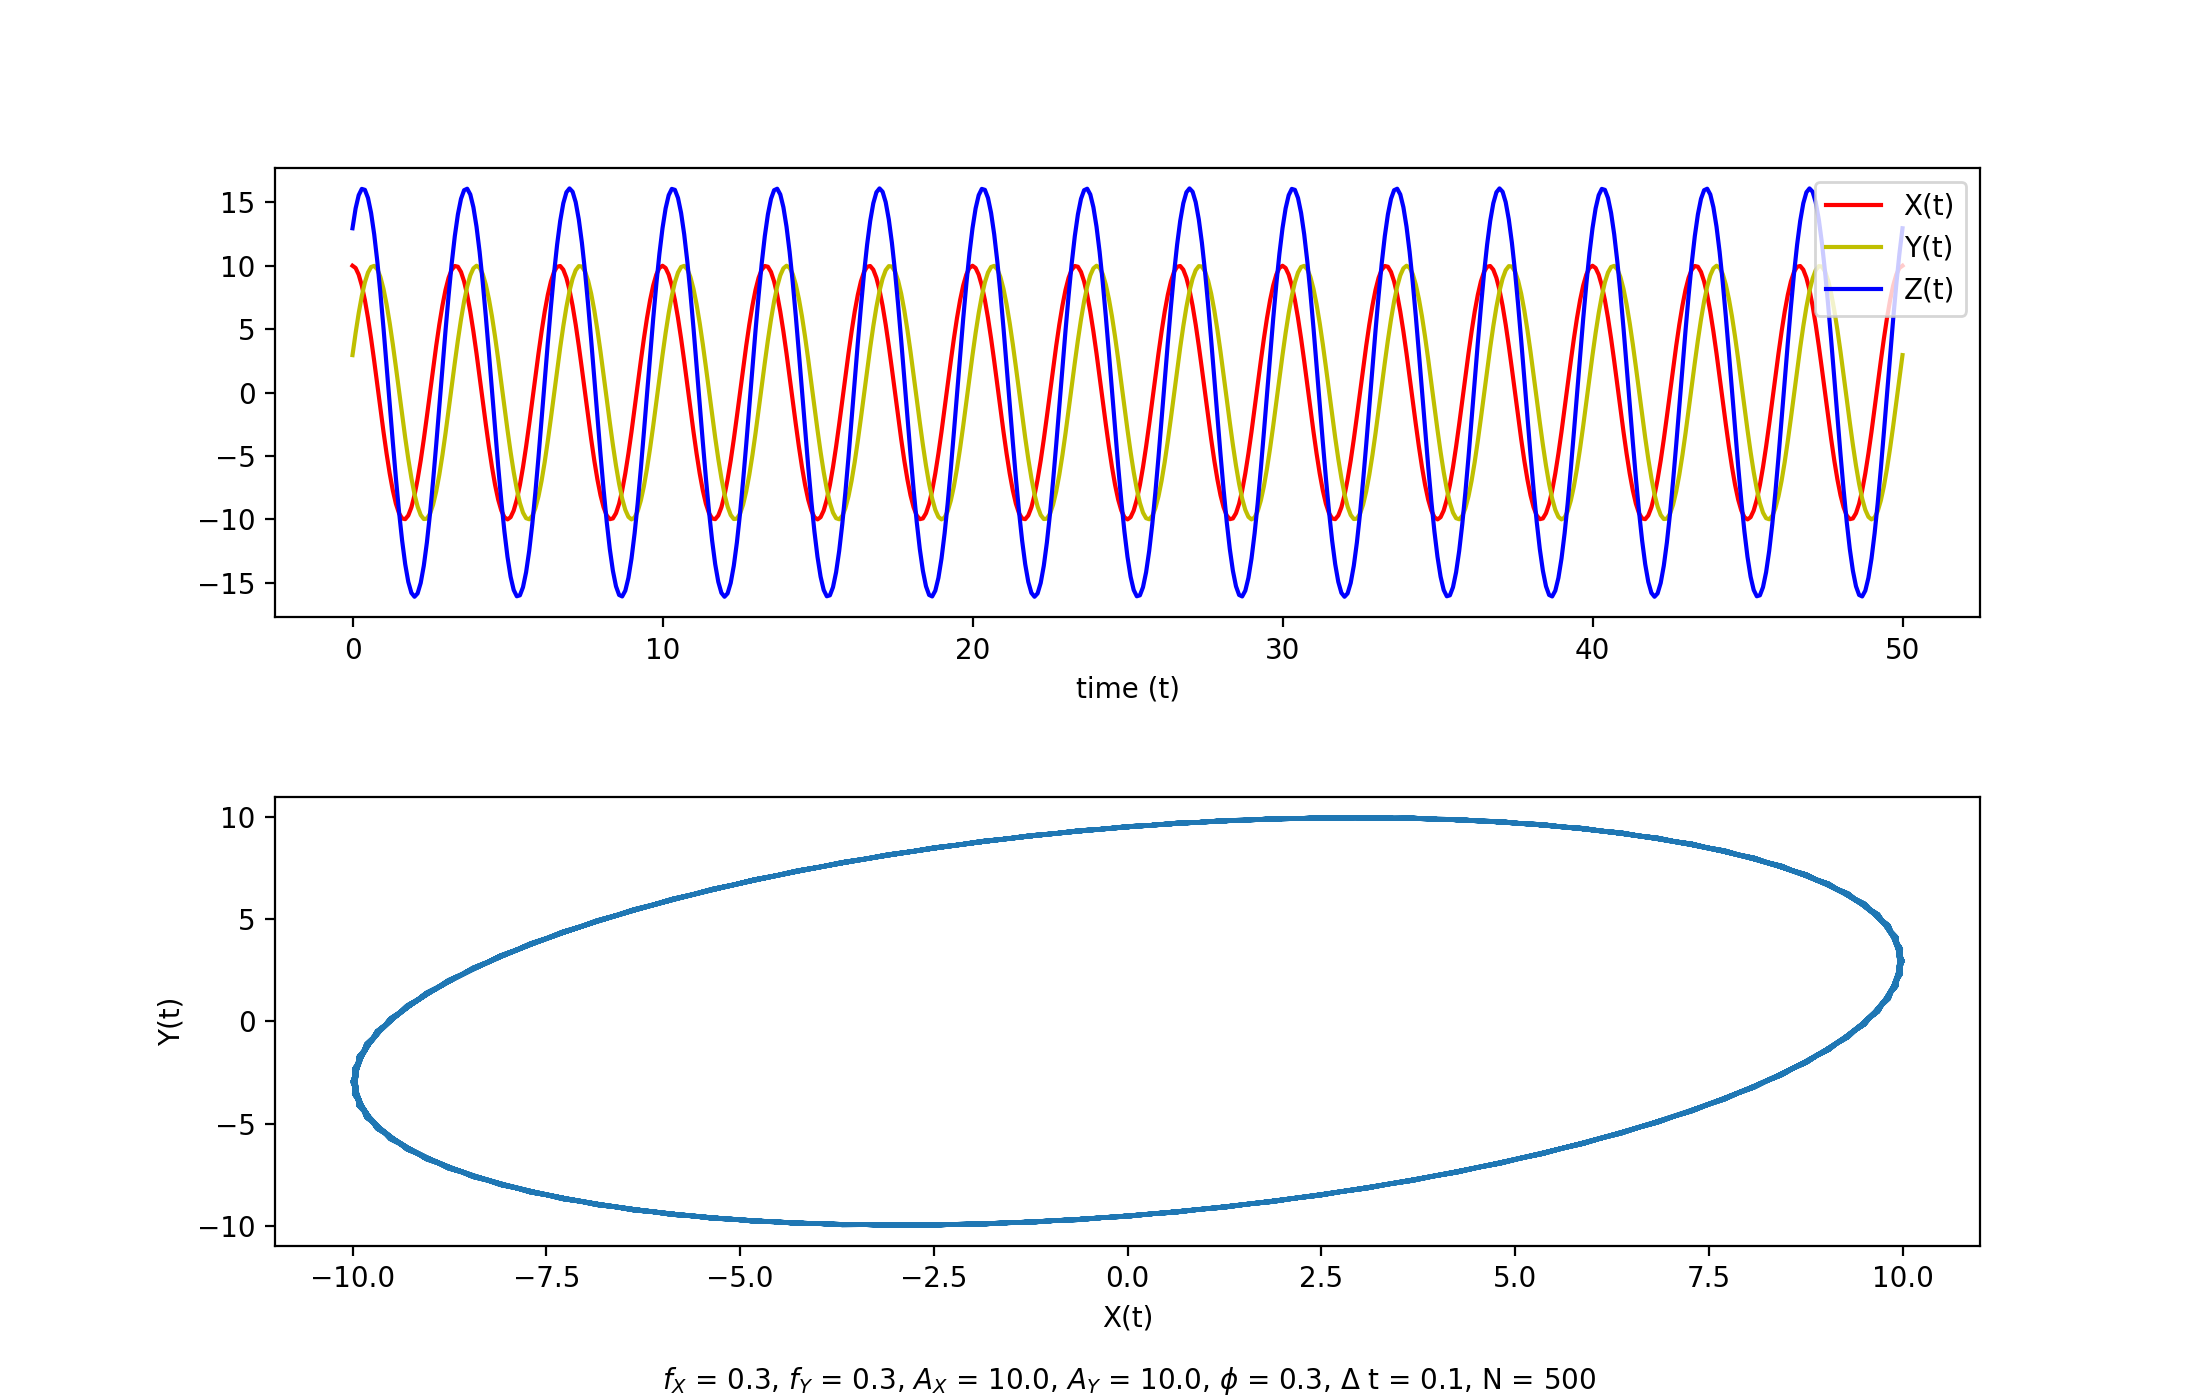 15
10
5
0
−5
−10
−15
X(t)
Y(t)
Z(t)
0 10 20 30 40 50
time (t)
10
5
0
−5
−10
Y(t)
−10.0 −7.5 −5.0 −2.5 0.0 2.5 5.0 7.5 10.0
X(t)
f_X = 0.3, f_Y = 0.3, A_X = 10.0, A_Y = 10.0, ϕ = 0.3, Δ t = 0.1, N = 500